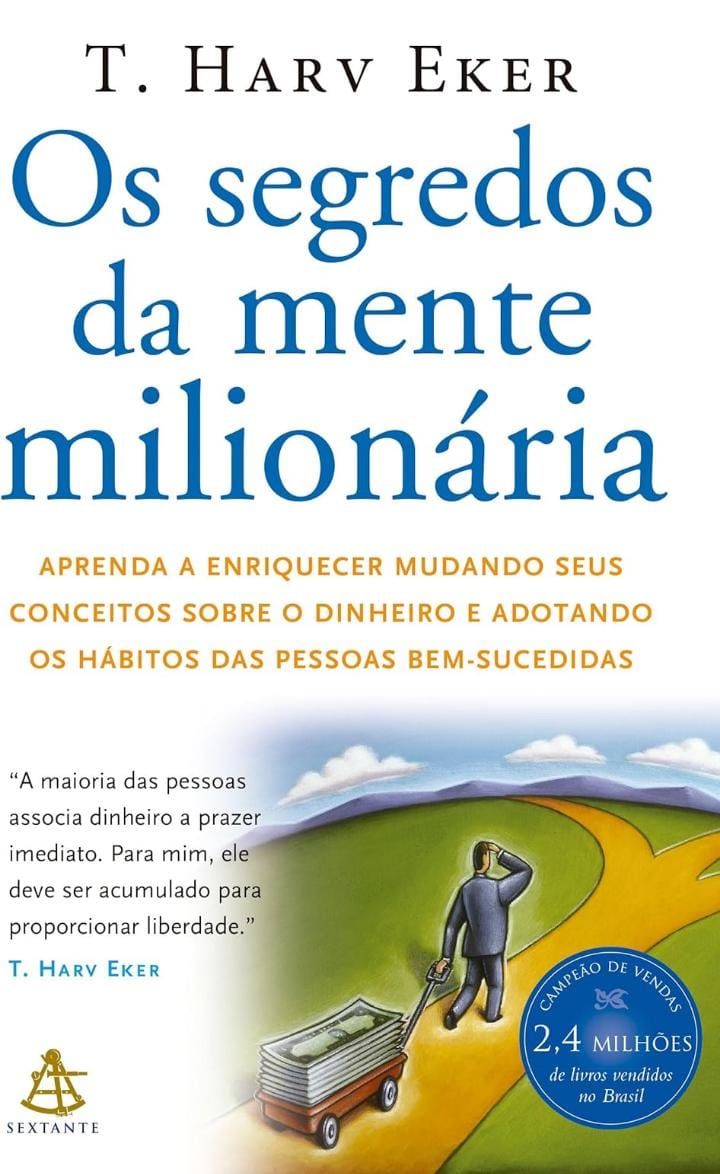 T. HARV EKER
Os segredos
da mente
milionária
APRENDA A ENRIQUECER MUDANDO SEUS
CONCEITOS SOBRE O DINHEIRO E ADOTANDO
OS HÁBITOS DAS PESSOAS BEM-SUCEDIDAS
“A maioria das pessoas
associa dinheiro a prazer
imediato. Para mim, ele
deve ser acumulado para
proporcionar liberdade.”
T. HARV EKER
CAMPEÃO DE VENDAS
2,4 MILHÕES
de livros vendidos
no Brasil
SEXTANTE